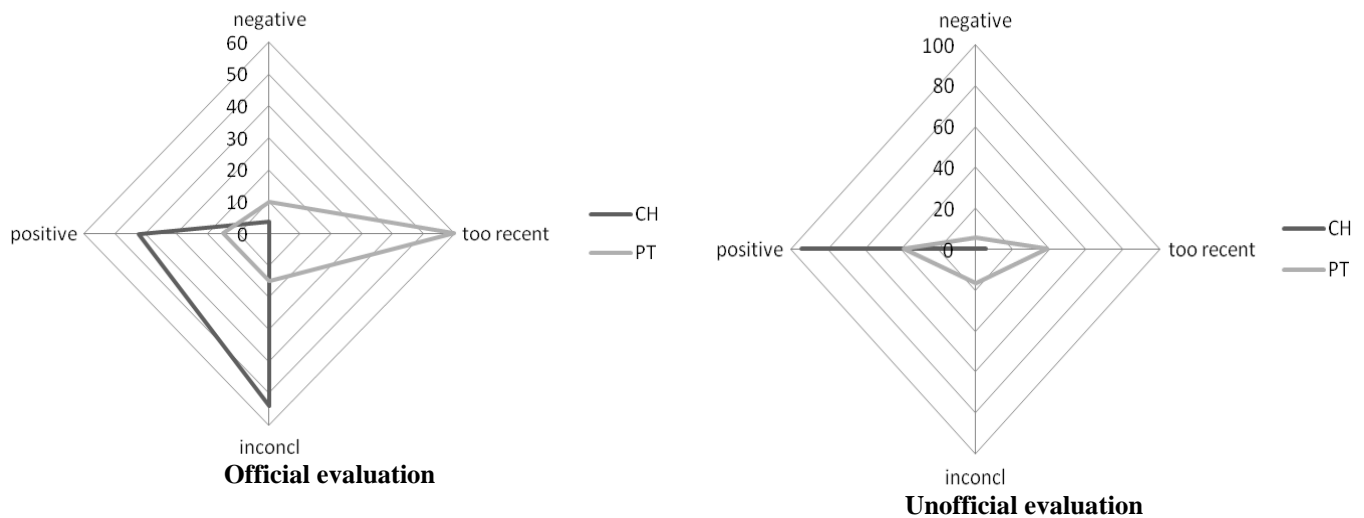 negative
60
50
40
30
20
10
0
positive
too recent
inconcl
CH
PT
Official evaluation
negative
100
80
60
40
20
0
positive
too recent
inconcl
CH
PT
Unofficial evaluation